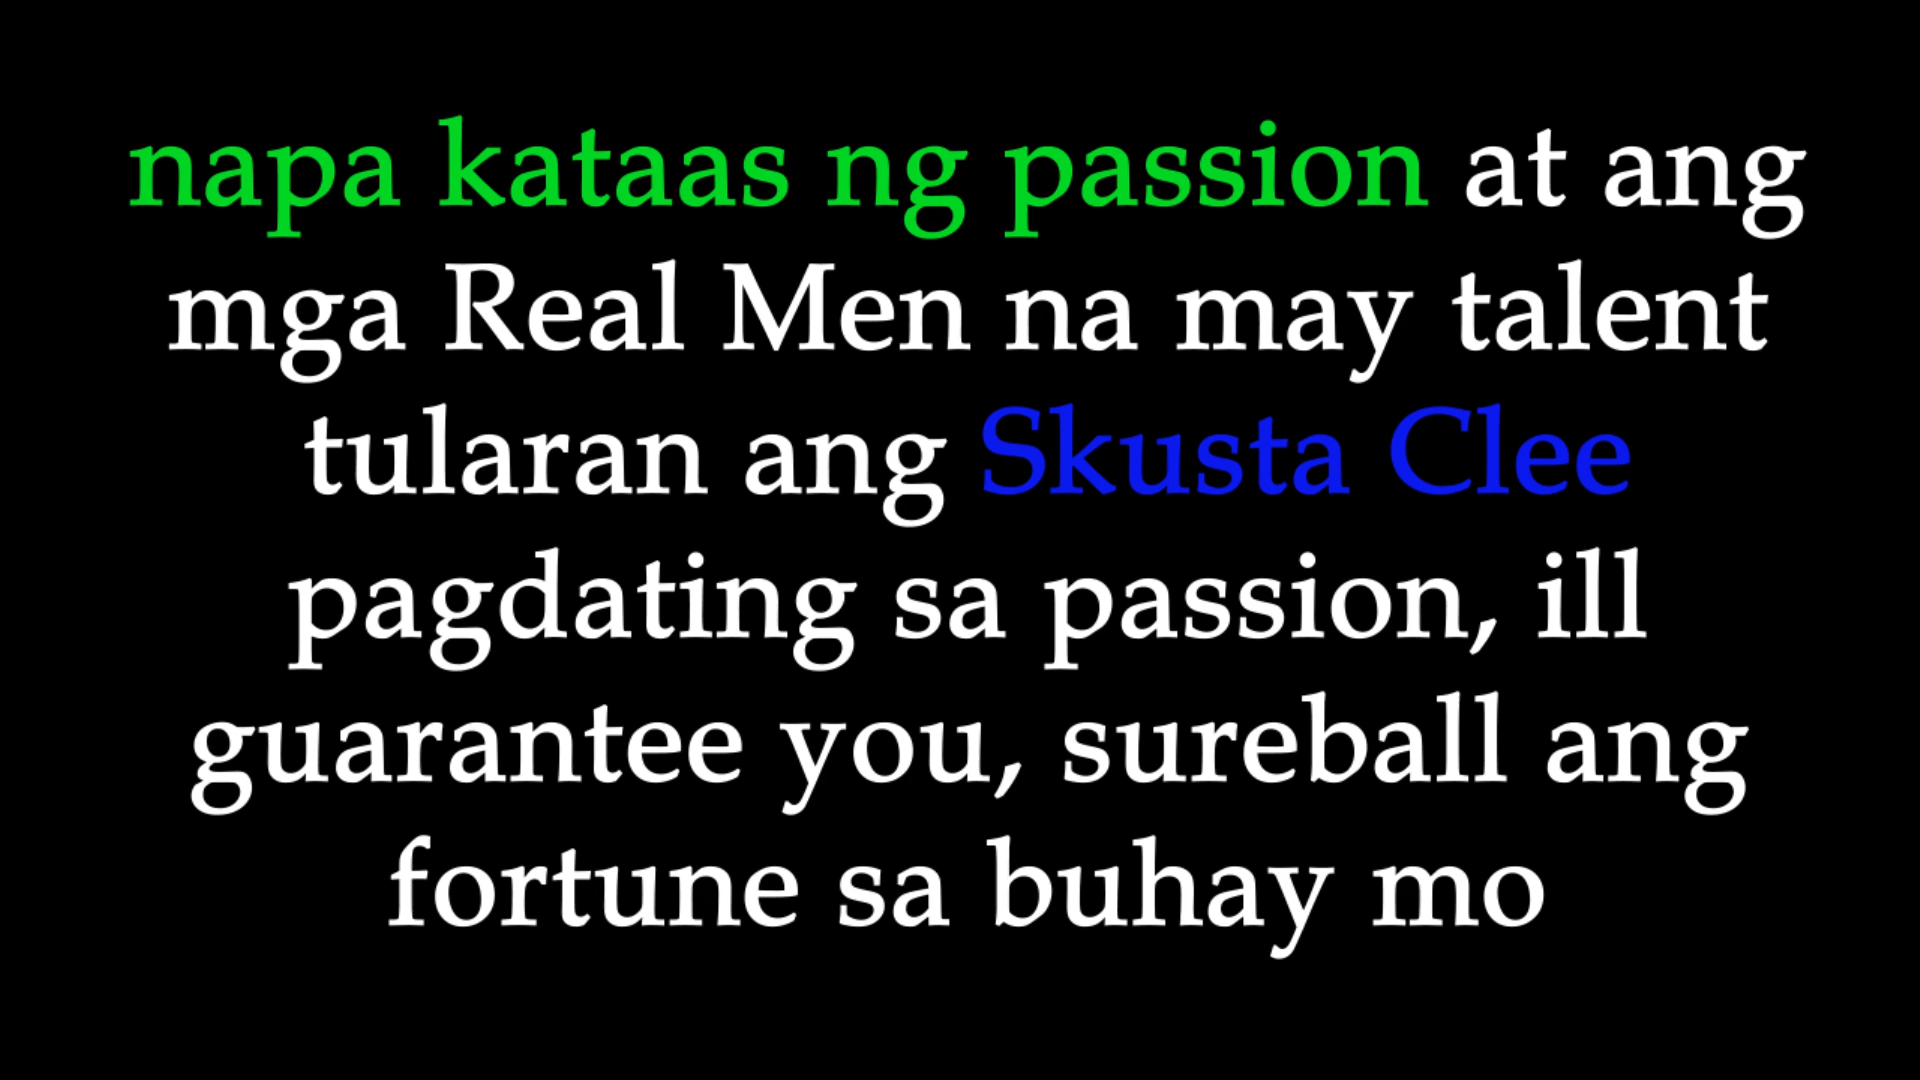 napa kataas ng passion at ang
mga Real Men na may talent
tularan ang Skusta Clee
pagdating sa passion, ill
guarantee you, sureball ang
fortune sa buhay mo